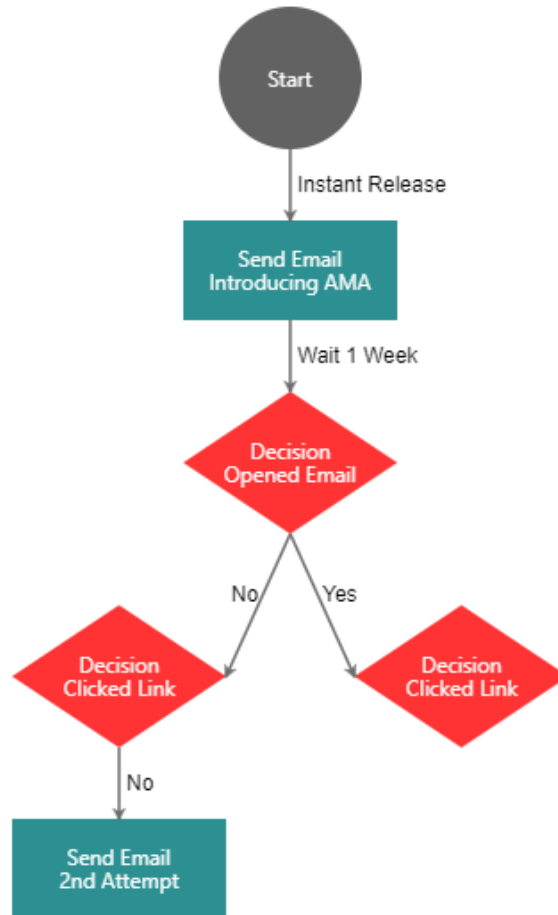 Start
Instant Release
Send Email
Introducing AMA
Wait 1 Week
Decision
Opened Email
No
Yes
Decision
Clicked Link
Decision
Clicked Link
No
Send Email
2nd Attempt